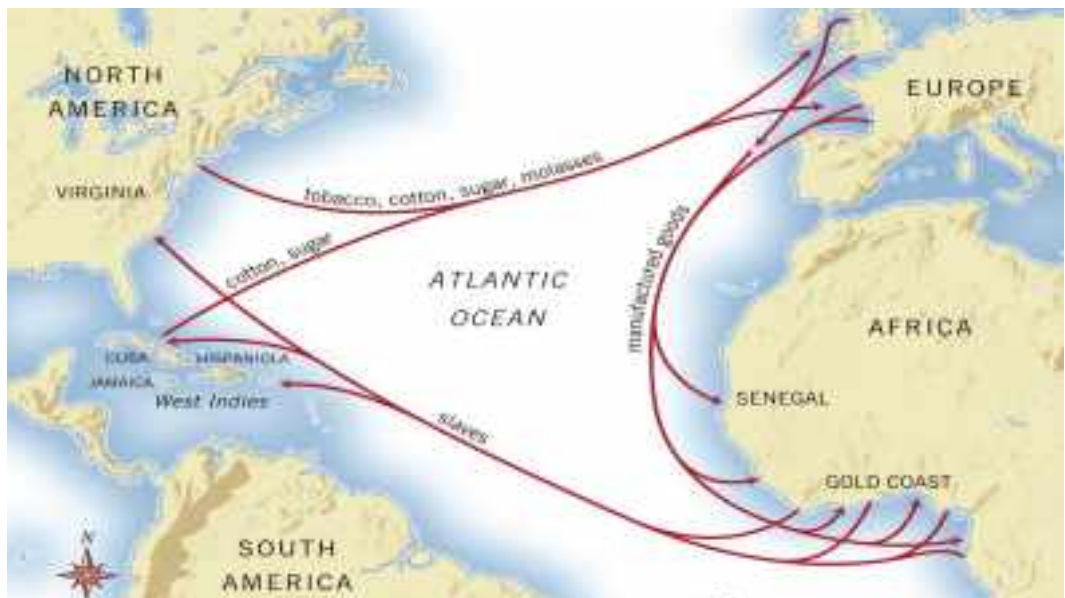 NORTH
AMERICA
EUROPE
VIRGINIA
tobacco, cotton, sugar, molasses
cotton, sugar
manufactured goods
ATLANTIC
OCEAN
AFRICA
CUBA
HISPANIOLA
JAMAICA
West Indies
SENEGAL
slaves
GOLD COAST
N
SOUTH
AMERICA